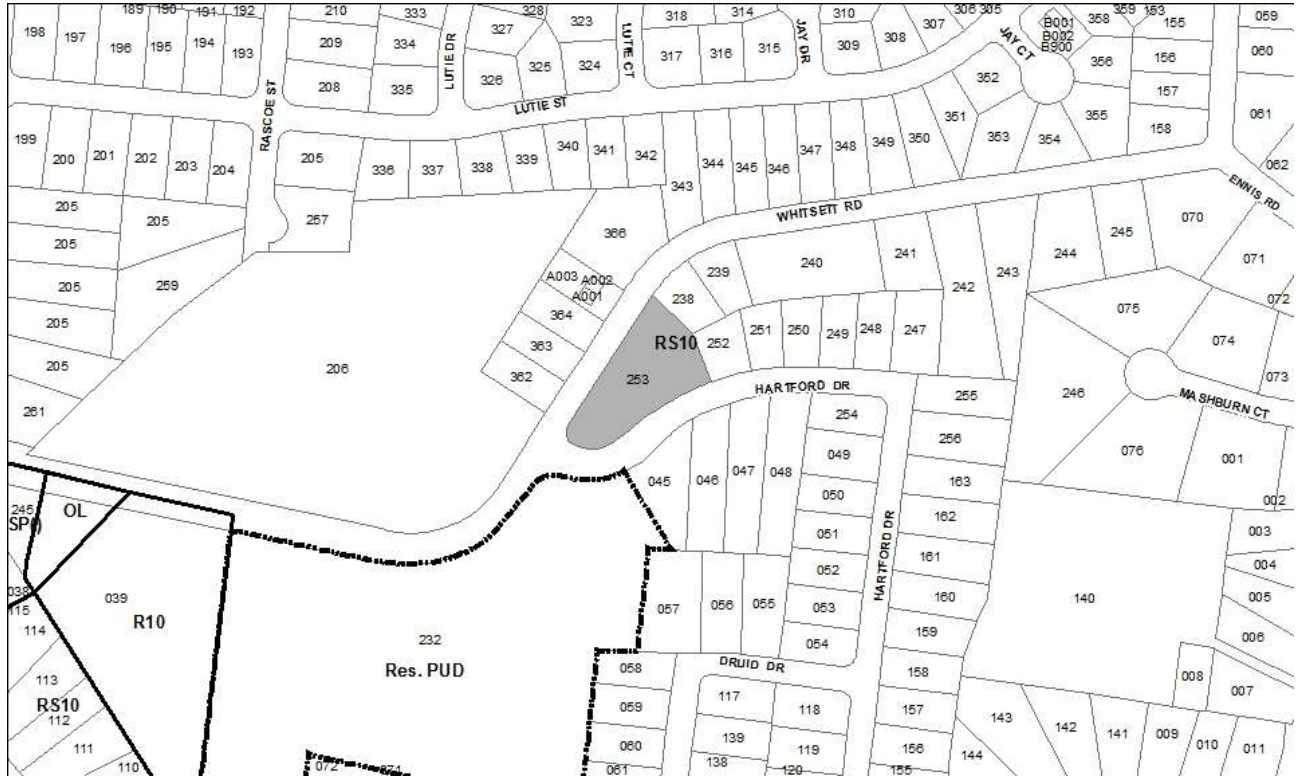 189 190 191 192 210 333 328 323 318 314 310 306 305 359 153
198 197 196 195 194 193 209 334 327 LUTIE DR 325 324 LUTIE CT 317 316 315 JAY DR 309 308 307 JAY CT B001 358 155 059
B002
B900
326 352 356 156 060
208 335 157
LUTIE ST 351 355 061
199 200 201 202 203 204 RASCOE ST 205 336 337 338 339 340 341 342 343 344 345 346 347 348 349 350 353 354 158 062
205 205 257 366 WHITSETT RD ENNIS RD
205 259 A003 A002 239 240 241 242 243 244 245 070 071
205 A001 238 072
205 364 252 251 250 249 248 247 075 074
205 206 363 RS10 073
261 362 253 HARTFORD DR 255 246 MASHBURN CT
254 256 076 001
045 046 047 048 049 163 002
245 OL 050 162 003
SP() 051 161 004
038 039 057 056 055 052 HARTFORD DR 160 140 005
115 R10 053 159 006
114 232 054 158
Res. PUD 058 DRUID DR 008 007
113 059 117 118 157
RS10 112 060 139 119 156 143 142 141 009 010 011
111 110 072 071 061 138 120 155 144